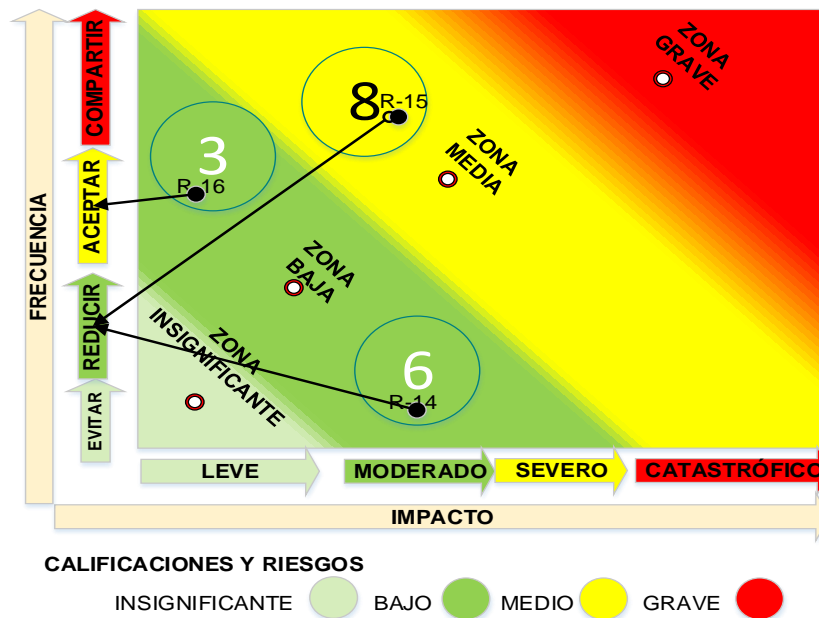 FRECUENCIA
COMPARTIR
ACEPTAR
REDUCIR
EVITAR
ZONA
GRAVE
8
R-15
ZONA
MEDIA
3
R-16
ZONA
BAJA
ZONA
INSIGNIFICANTE
6
R-14
LEVE
MODERADO
SEVERO
CATASTRÓFICO
IMPACTO
CALIFICACIONES Y RIESGOS
INSIGNIFICANTE BAJO MEDIO GRAVE